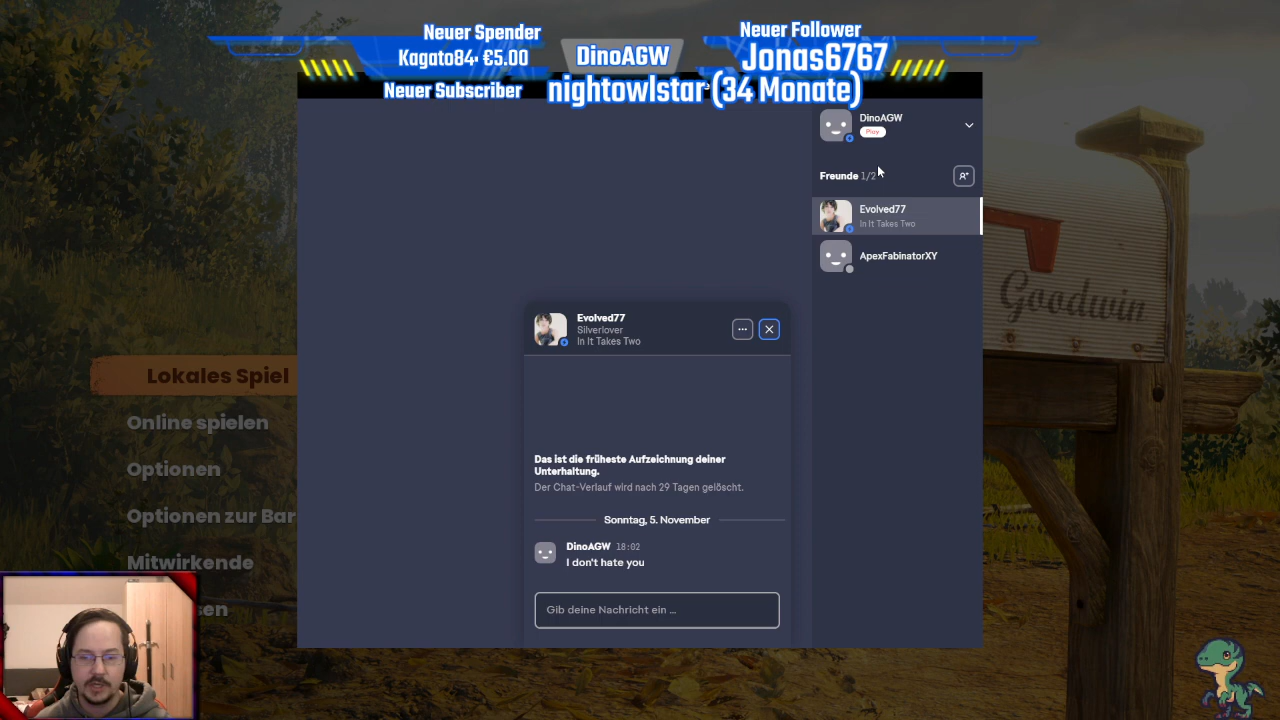 Neuer Spender
Kagato84· €5.00
DinoAGW
Neuer Follower
Jonas6767
Neuer Subscriber
nightowlstar (34 Monate)
DinoAGW
Play
Freunde 1/2
Evolved77
In It Takes Two
ApexFabinatorXY
Goodwin
Evolved77
Silverlover
In It Takes Two
Lokales Spiel
Online spielen
Optionen
Optionen zur Bar
Mitwirkende
sen
Das ist die früheste Aufzeichnung deiner
Unterhaltung.
Der Chat-Verlauf wird nach 29 Tagen gelöscht.
Sonntag, 5. November
DinoAGW 18:02
I don't hate you
Gib deine Nachricht ein ...